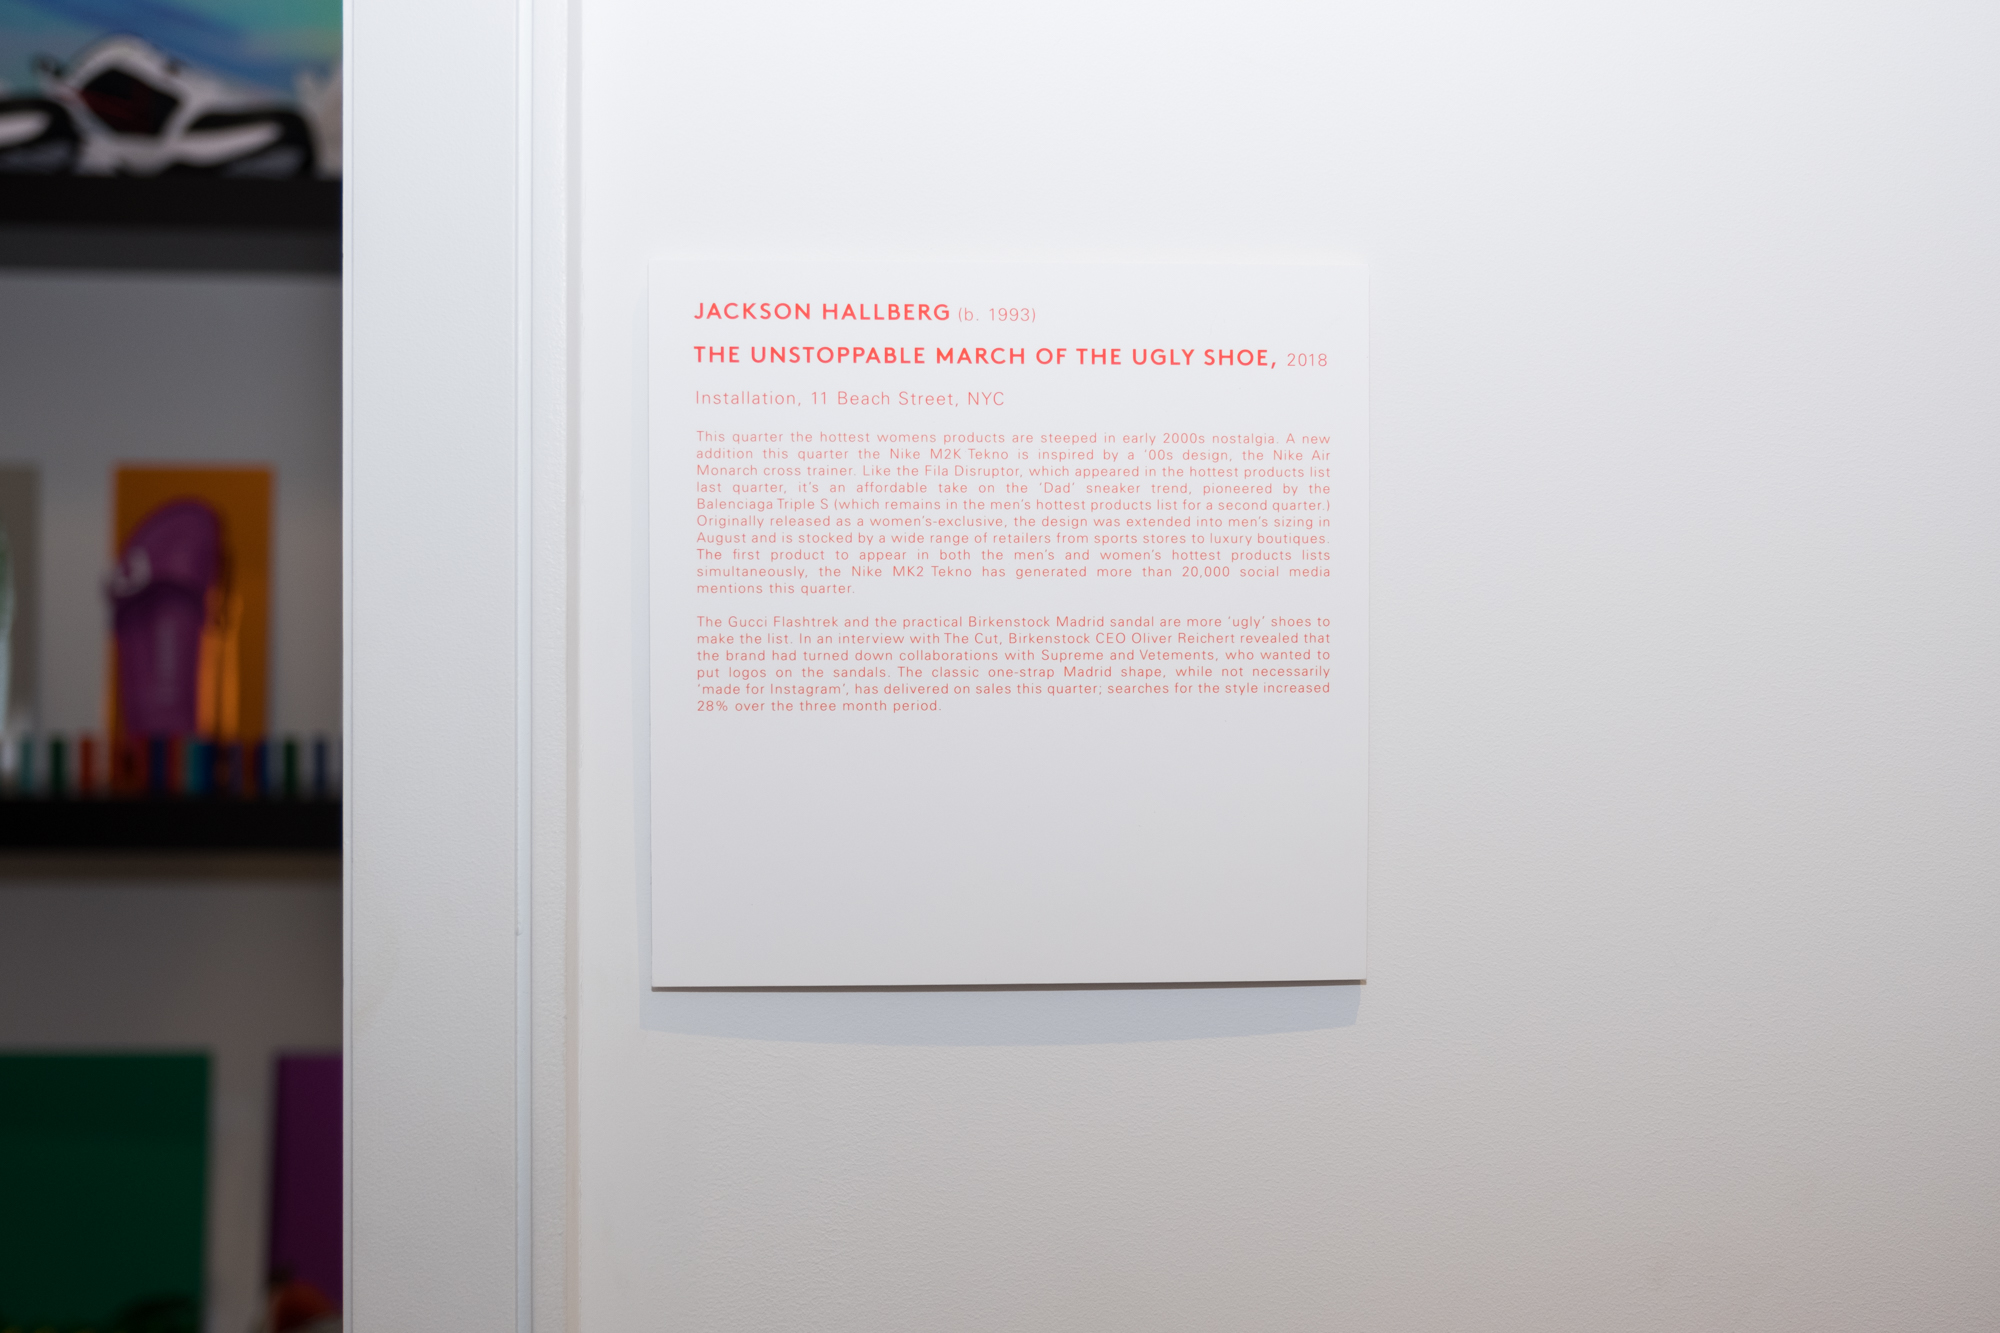 JACKSON HALLBERG (b. 1993)
THE UNSTOPPABLE MARCH OF THE UGLY SHOE, 2018
Installation, 11 Beach Street, NYC
This quarter the hottest womens products are steeped in early 2000s nostalgia. A new
addition this quarter the Nike M2K Tekno is inspired by a '00s design, the Nike Air
Monarch cross trainer. Like the Fila Disruptor, which appeared in the hottest products list
last quarter, it's an affordable take on the 'Dad' sneaker trend, pioneered by the
Balenciaga Triple S (which remains in the men's hottest products list for a second quarter.)
Originally released as a women's-exclusive, the design was extended into men's sizing in
August and is stocked by a wide range of retailers from sports stores to luxury boutiques.
The first product to appear in both the men's and women's hottest products lists
simultaneously, the Nike MK2 Tekno has generated more than 20,000 social media
mentions this quarter.
The Gucci Flashtrek and the practical Birkenstock Madrid sandal are more 'ugly' shoes to
make the list. In an interview with The Cut, Birkenstock CEO Oliver Reichert revealed that
the brand had turned down collaborations with Supreme and Vetements, who wanted to
put logos on the sandals. The classic one-strap Madrid shape, while not necessarily
'made for Instagram', has delivered on sales this quarter; searches for the style increased
28% over the three month period.